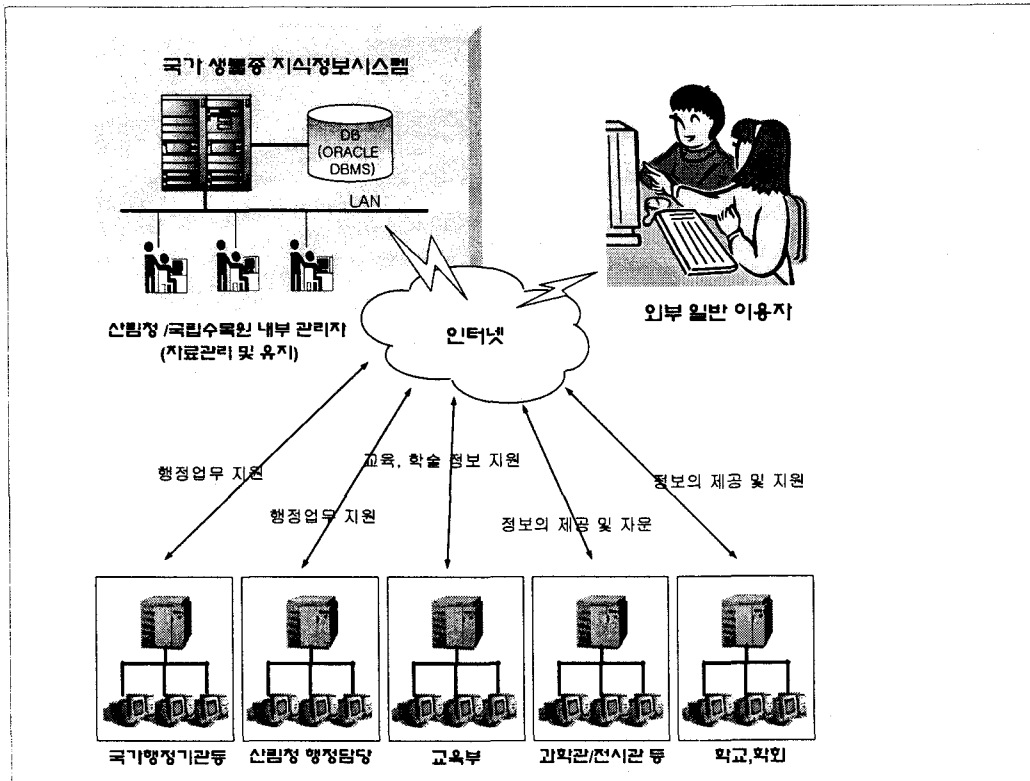 국가 생물종 지식정보시스템
DB
(ORACLE
DBMS)
LAN
산림청 /국립수목원 내부 관리자
(자료관리 및 유지)
외부 일반 이용자
인터넷
행정업무 지원
교육, 학술 정보 지원
정보의 제공 및 지원
행정업무 지원
정보의 제공 및 자운
국가행정기관등
산림청 행정담당
교육부
과학관/전시관 등
학교,학회